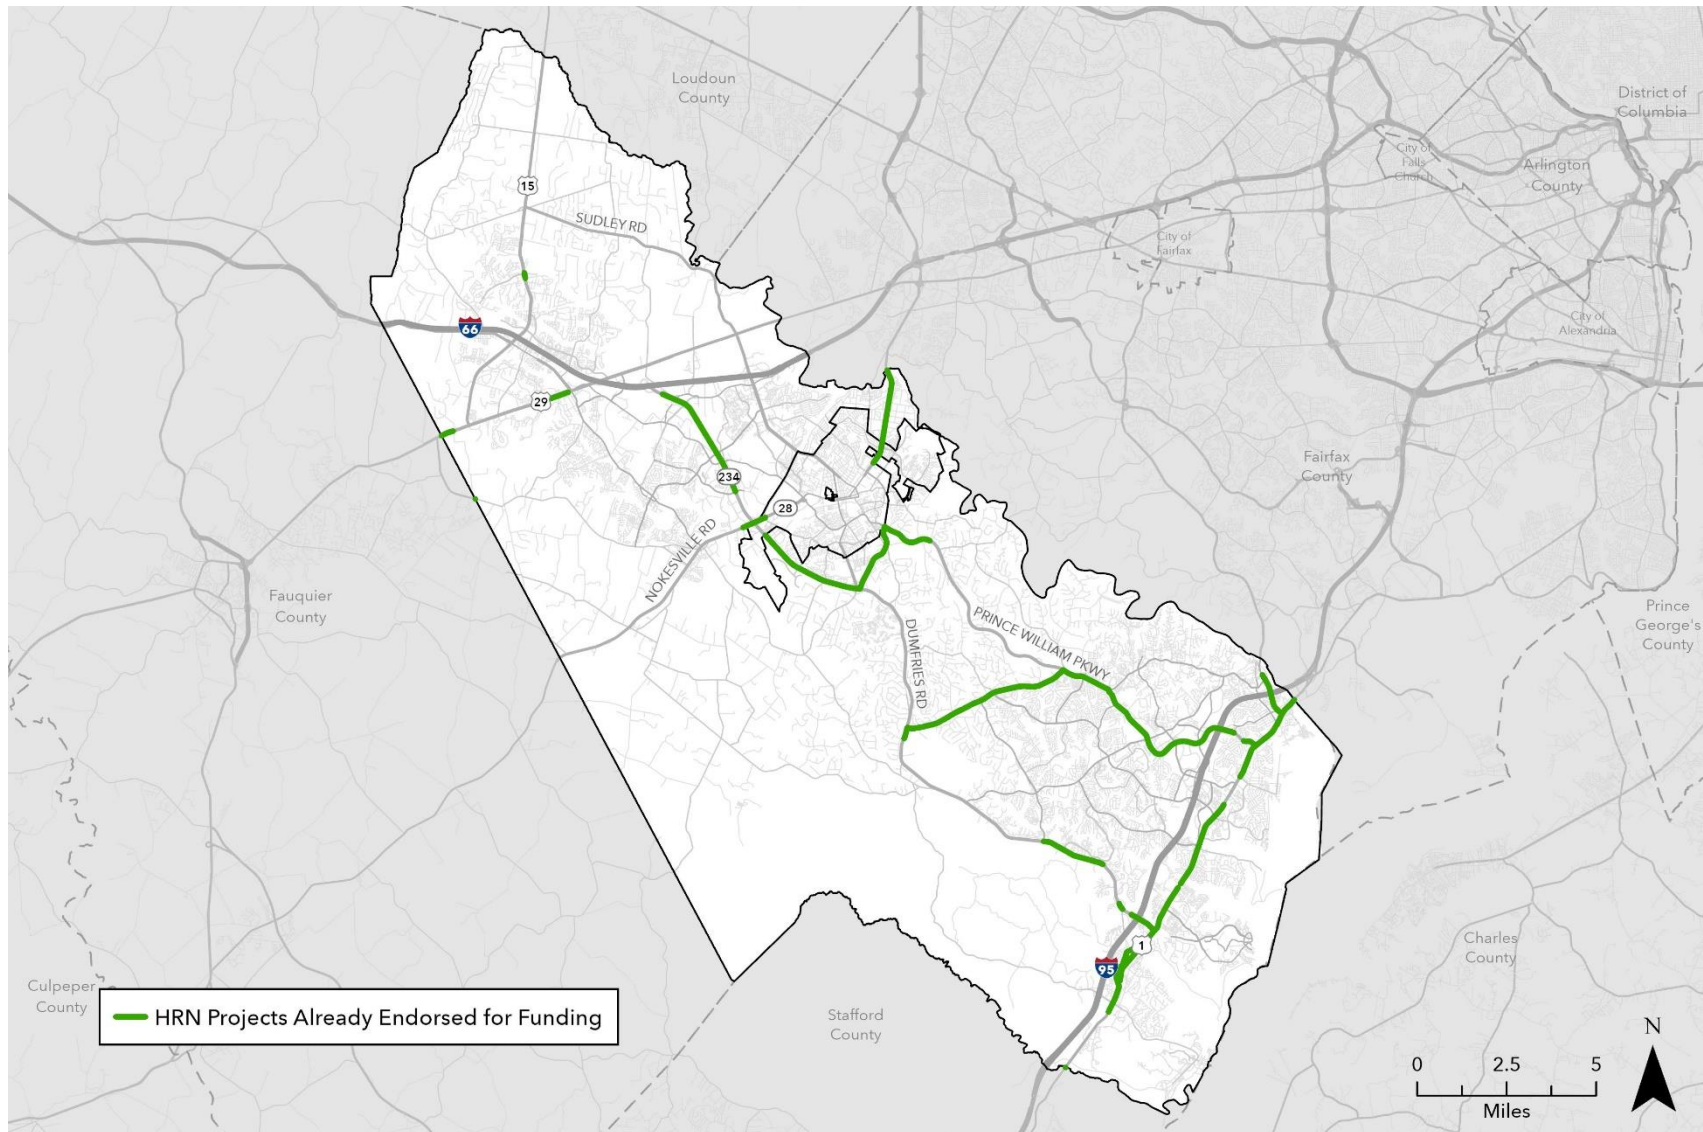 Loudoun
County
District of
Columbia
City of
Falls
Church
Arlington
County
15
SUDLEY RD
City of
Fairfax
66
City of
Alexandria
29
234
28
Fairfax
County
NOKESVILLE RD
Fauquier
County
Prince
George's
County
PRINCE WILLIAM PKWY
DUMFRIES RD
1
95
Charles
County
Culpeper
County
Stafford
County
HRN Projects Already Endorsed for Funding
N
0 2.5 5
Miles